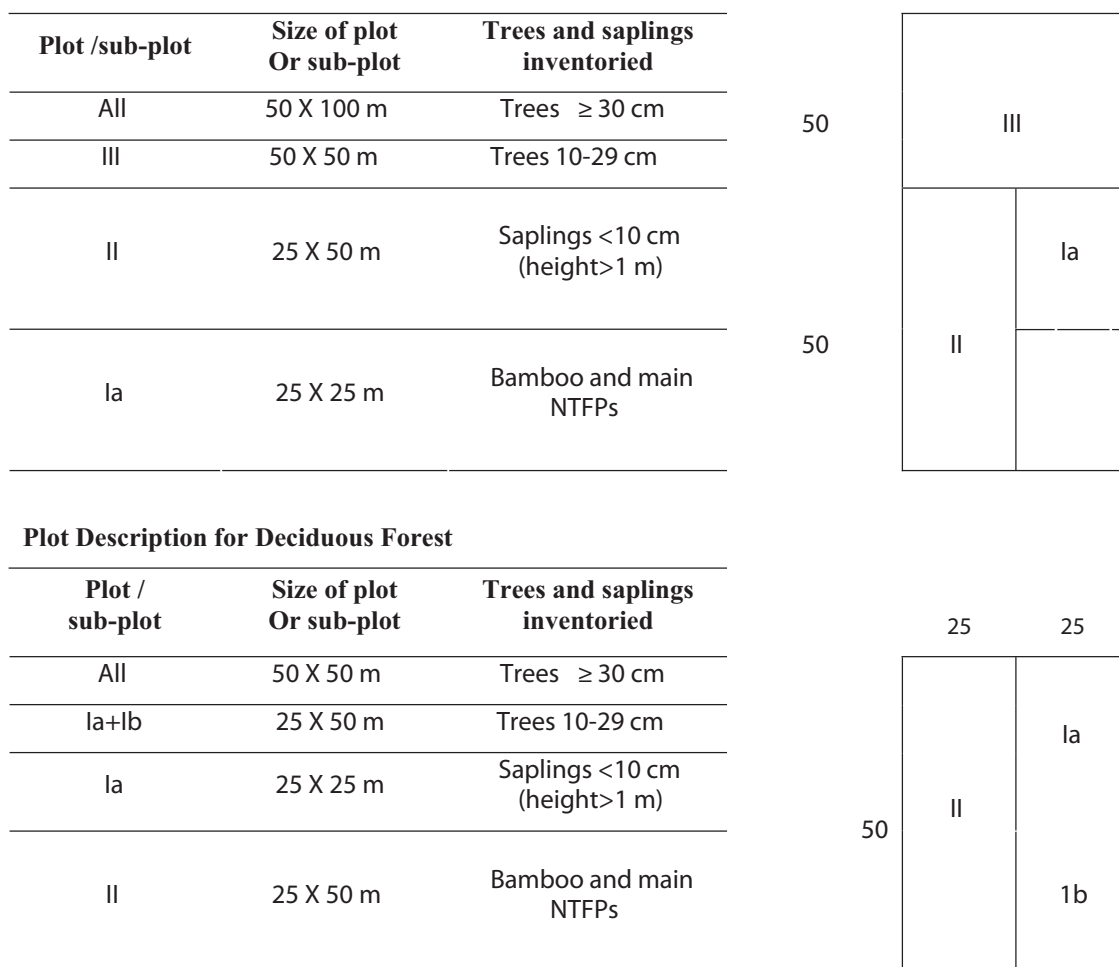 Plot /sub-plot
Size of plot
Or sub-plot
Trees and saplings
inventoried
All
50 X 100 m
Trees ≥ 30 cm
III
50 X 50 m
Trees 10-29 cm
II
25 X 50 m
Saplings <10 cm
(height>1 m)
Ia
25 X 25 m
Bamboo and main
NTFPs
50
III
Ia
50
II
Plot Description for Deciduous Forest
Plot /
sub-plot
Size of plot
Or sub-plot
Trees and saplings
inventoried
All
50 X 50 m
Trees ≥ 30 cm
Ia+Ib
25 X 50 m
Trees 10-29 cm
Ia
25 X 25 m
Saplings <10 cm
(height>1 m)
II
25 X 50 m
Bamboo and main
NTFPs
25
25
Ia
II
50
1b